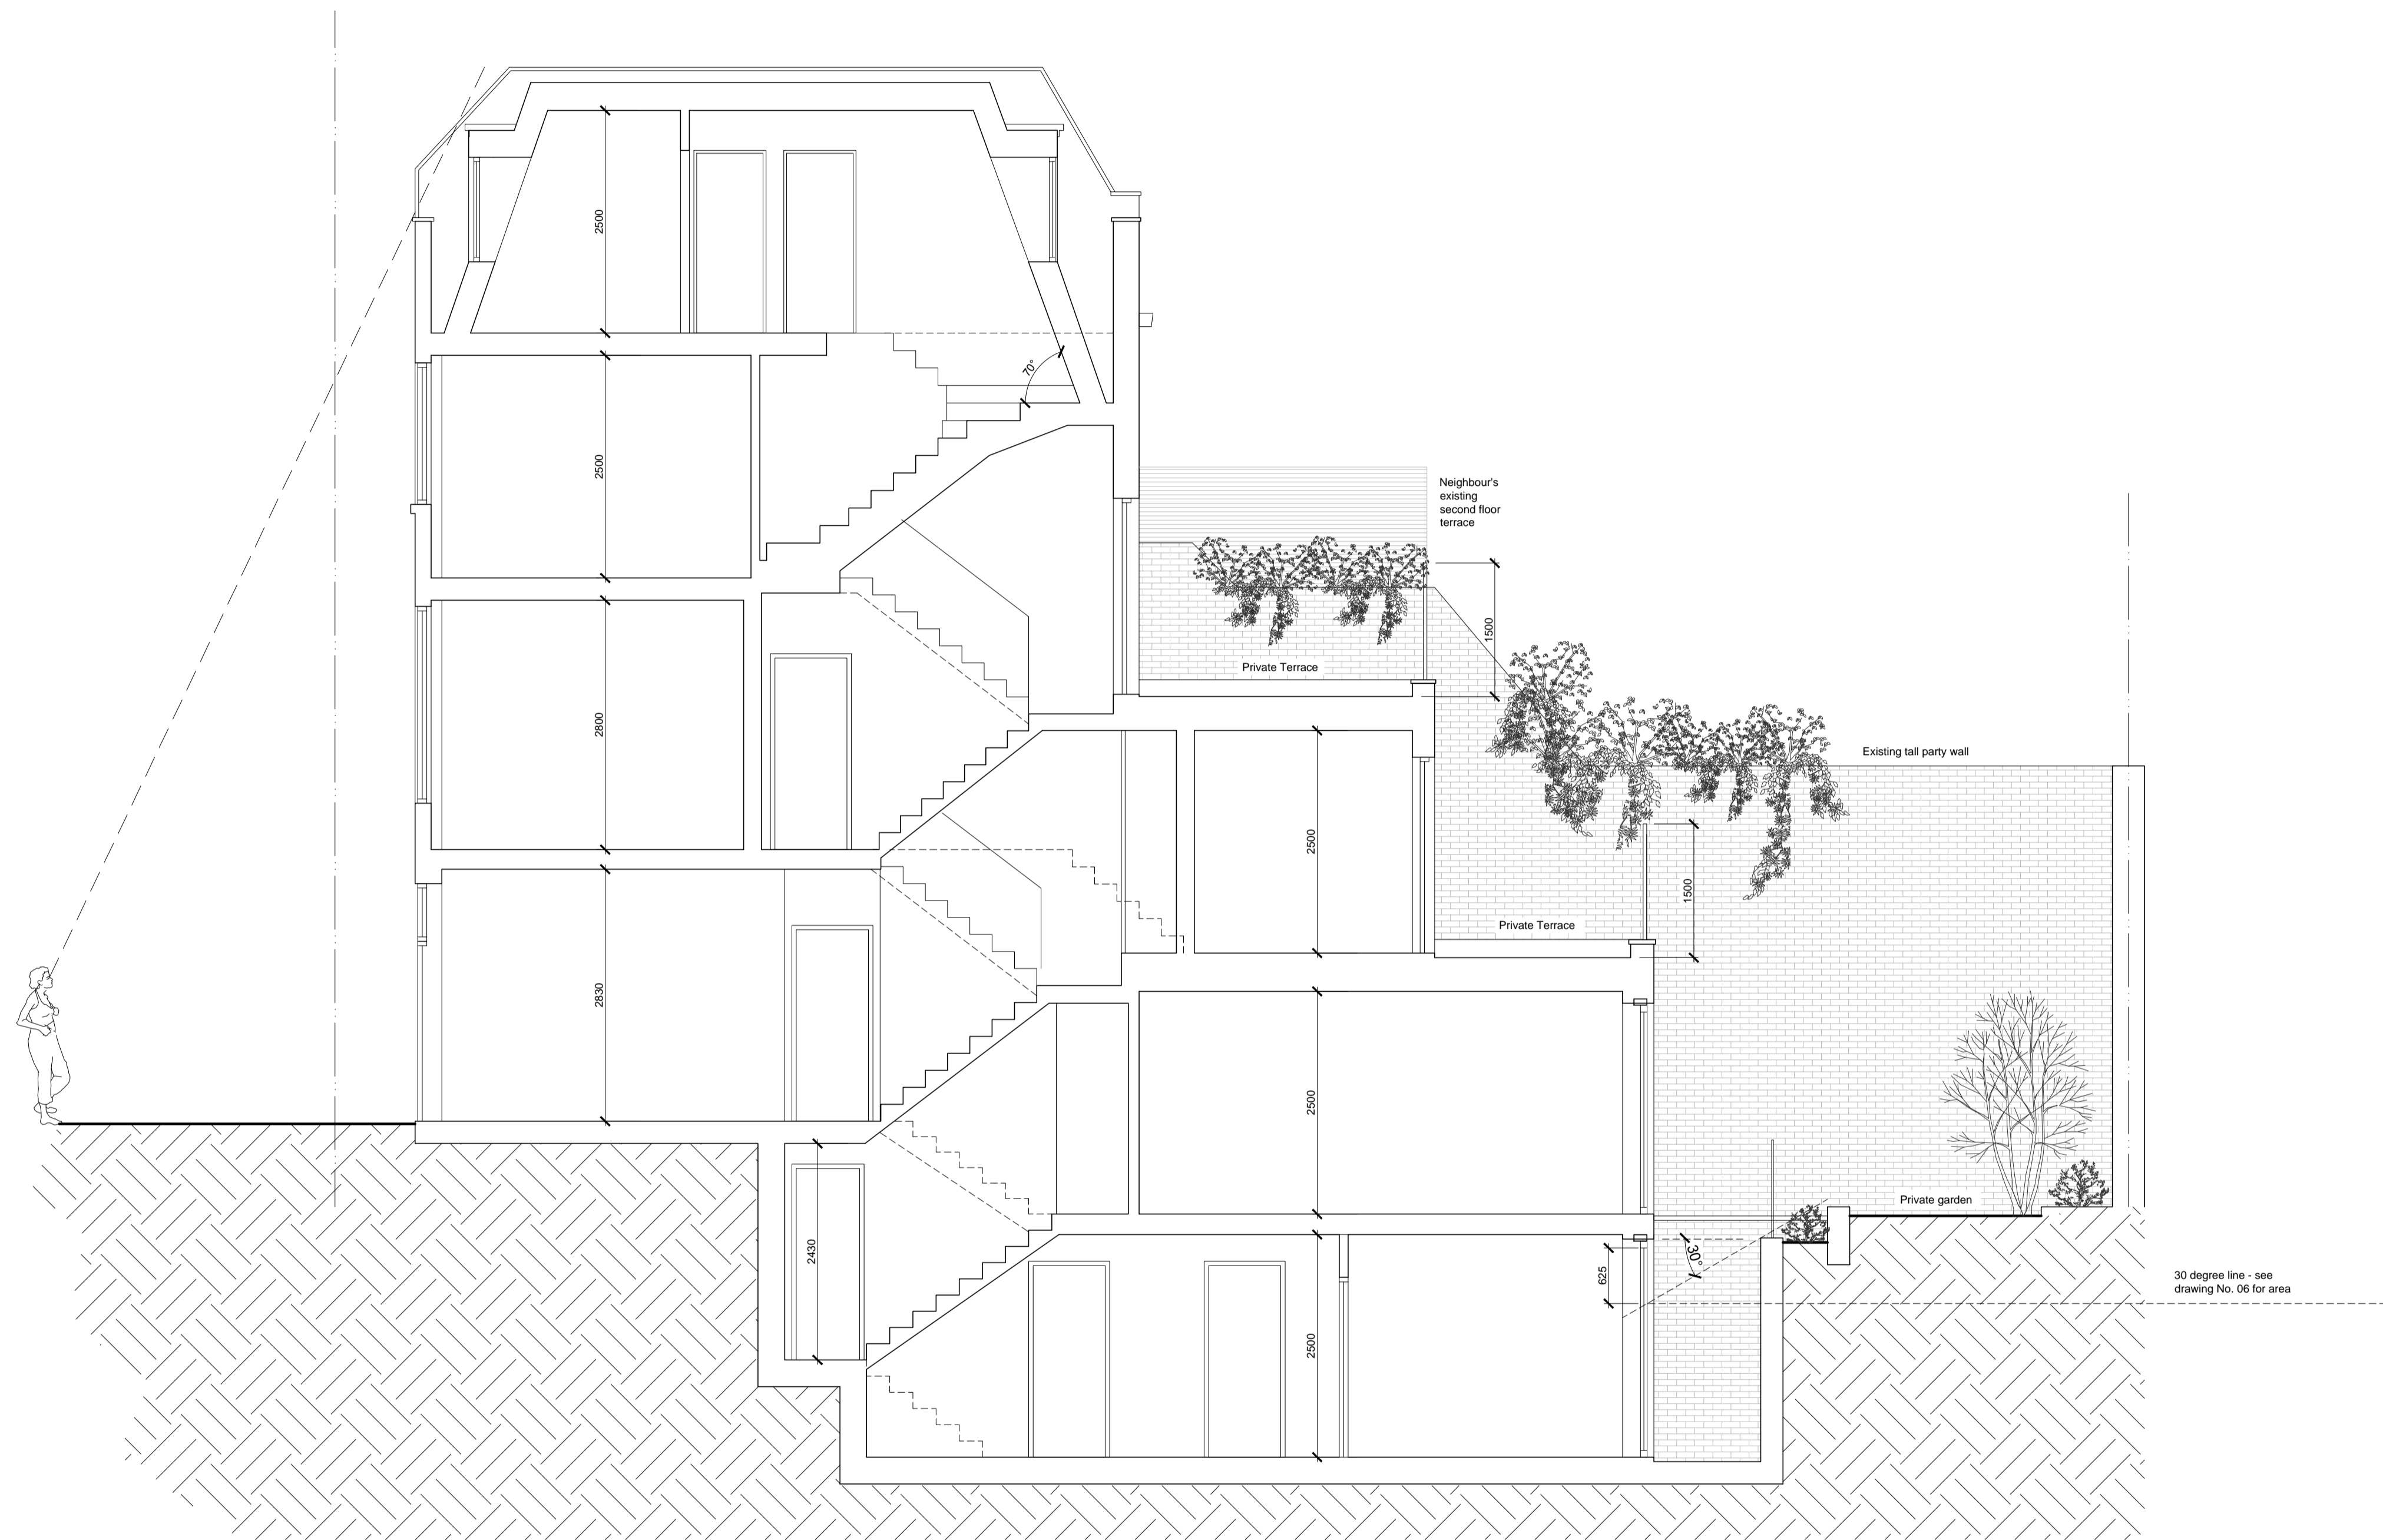 2500
70°
2500
Neighbour's
existing
second floor
terrace
1500
Private Terrace
2800
Existing tall party wall
2500
1500
Private Terrace
2830
2500
Private garden
2430
30°
625
30 degree line - see
drawing No. 06 for area
2500